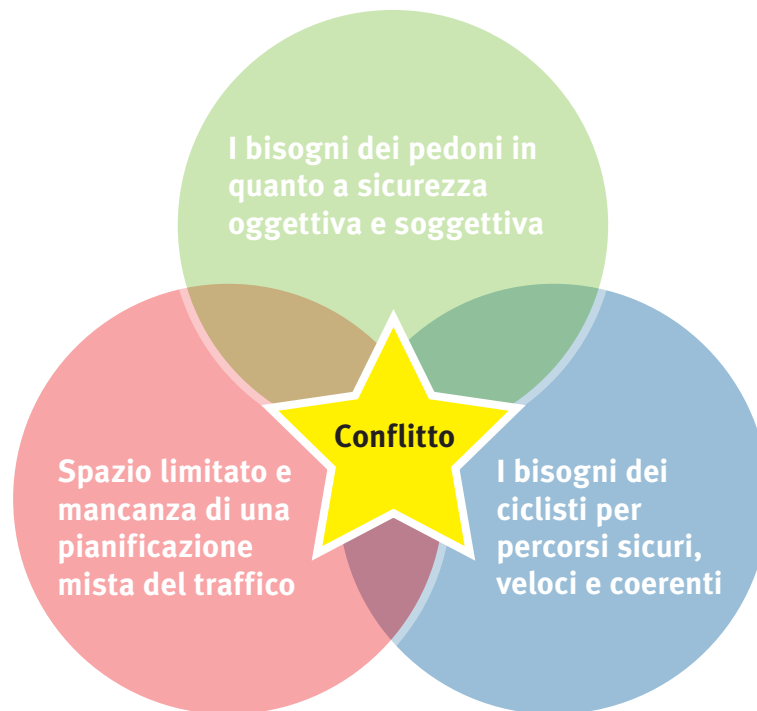 I bisogni dei pedoni in
quanto a sicurezza
oggettiva e soggettiva
Conflitto
Spazio limitato e
mancanza di una
pianificazione
mista del traffico
I bisogni dei
ciclisti per
percorsi sicuri,
veloci e coerenti